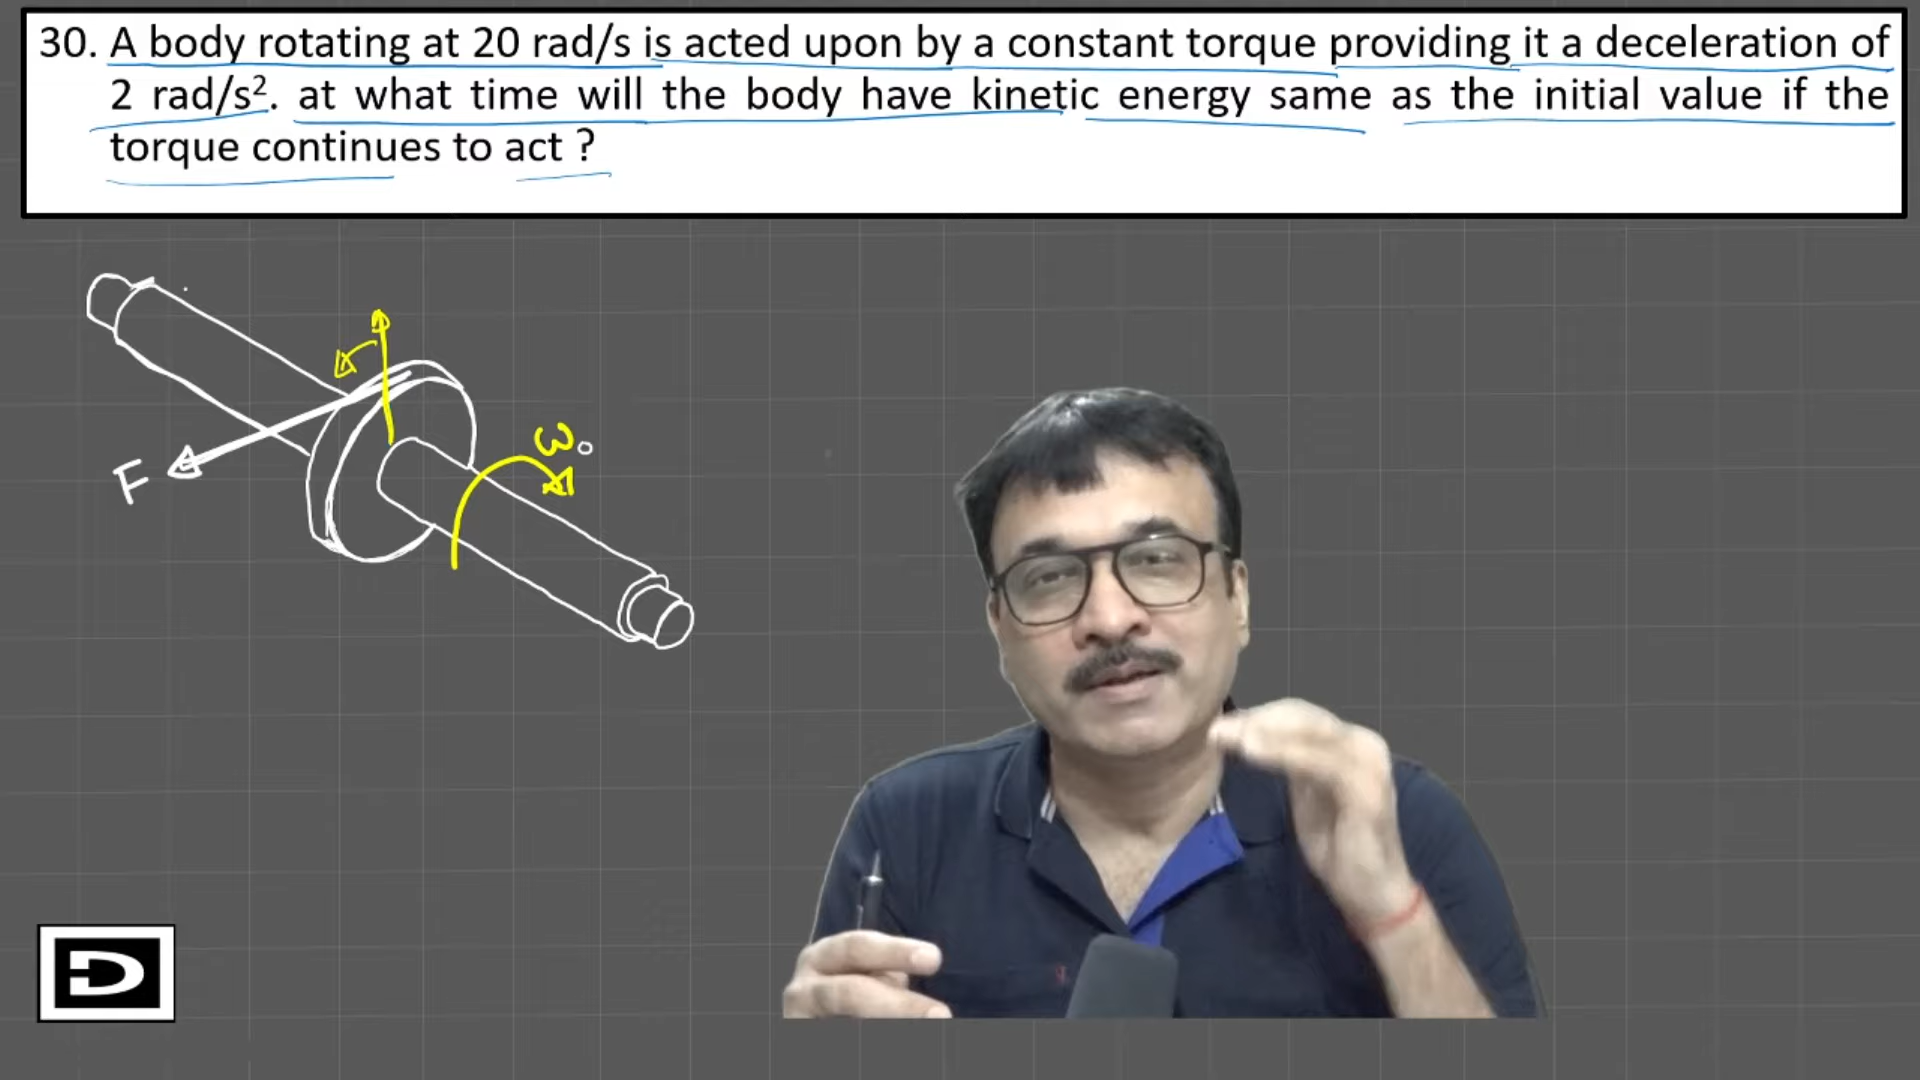 30. A body rotating at 20 rad/s is acted upon by a constant torque providing it a deceleration of
2 rad/s². at what time will the body have kinetic energy same as the initial value if the
torque continues to act ?
ω₀
F
D